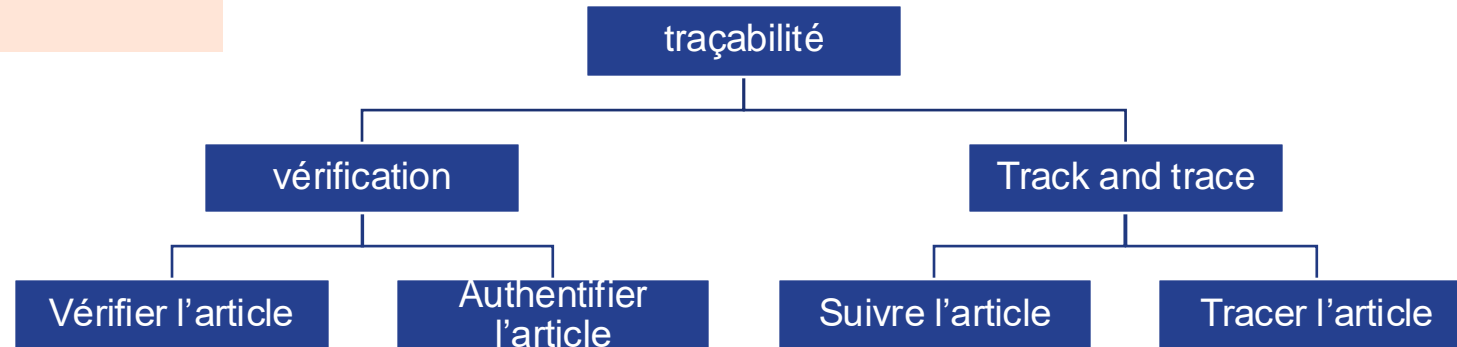 traçabilité
vérification
Track and trace
Vérifier l’article
Authentifier
l’article
Suivre l’article
Tracer l’article